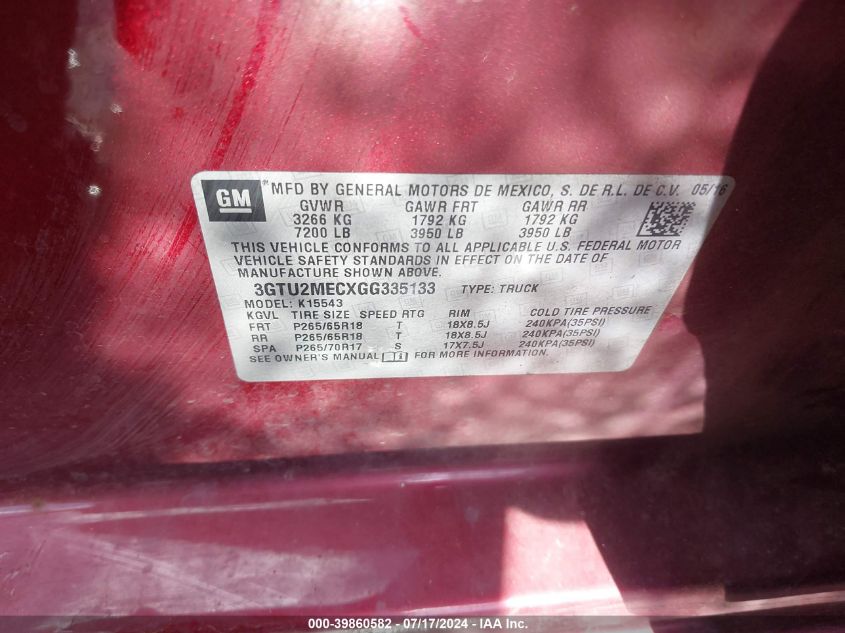 GM MFD BY GENERAL MOTORS DE MEXICO, S. DE R.L. DE C.V. 05/16
GVWR GAWR FRT GAWR RR
3266 KG 1792 KG 1792 KG
7200 LB 3950 LB 3950 LB
THIS VEHICLE CONFORMS TO ALL APPLICABLE U.S. FEDERAL MOTOR
VEHICLE SAFETY STANDARDS IN EFFECT ON THE DATE OF
MANUFACTURE SHOWN ABOVE.
3GTU2MECXGG335133 TYPE: TRUCK
MODEL: K15543
KGVL TIRE SIZE SPEED RTG RIM COLD TIRE PRESSURE
FRT P265/65R18 T 18X8.5J 240KPA(35PSI)
RR P265/65R18 T 18X8.5J 240KPA(35PSI)
SPA P265/70R17 S 17X7.5J 240KPA(35PSI)
SEE OWNER'S MANUAL FOR MORE INFORMATION.
000-39860582 - 07/17/2024 - IAA Inc.